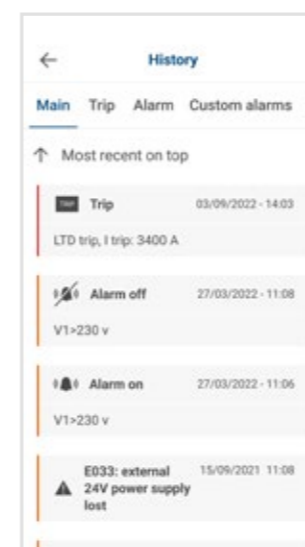 History
Main Trip Alarm Custom alarms
Most recent on top
TRIP Trip 03/09/2022 - 14:03
LTD trip, I trip: 3400 A
Alarm off 27/03/2022 - 11:08
V1>230 v
Alarm on 27/03/2022 - 11:06
V1>230 v
E033: external 15/09/2021 11:08
24V power supply
lost